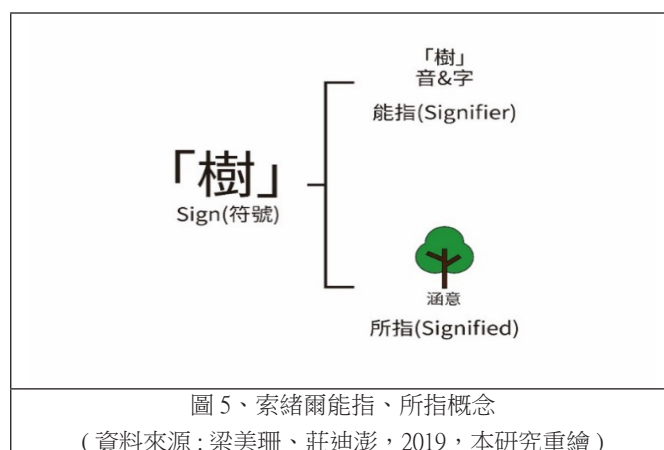 「樹」
音&字
能指(Signifier)
「樹」
Sign(符號)
涵意
所指(Signified)
圖 5、索緒爾能指、所指概念
( 資料來源 : 梁美珊、莊迪澎，2019，本研究重繪 )